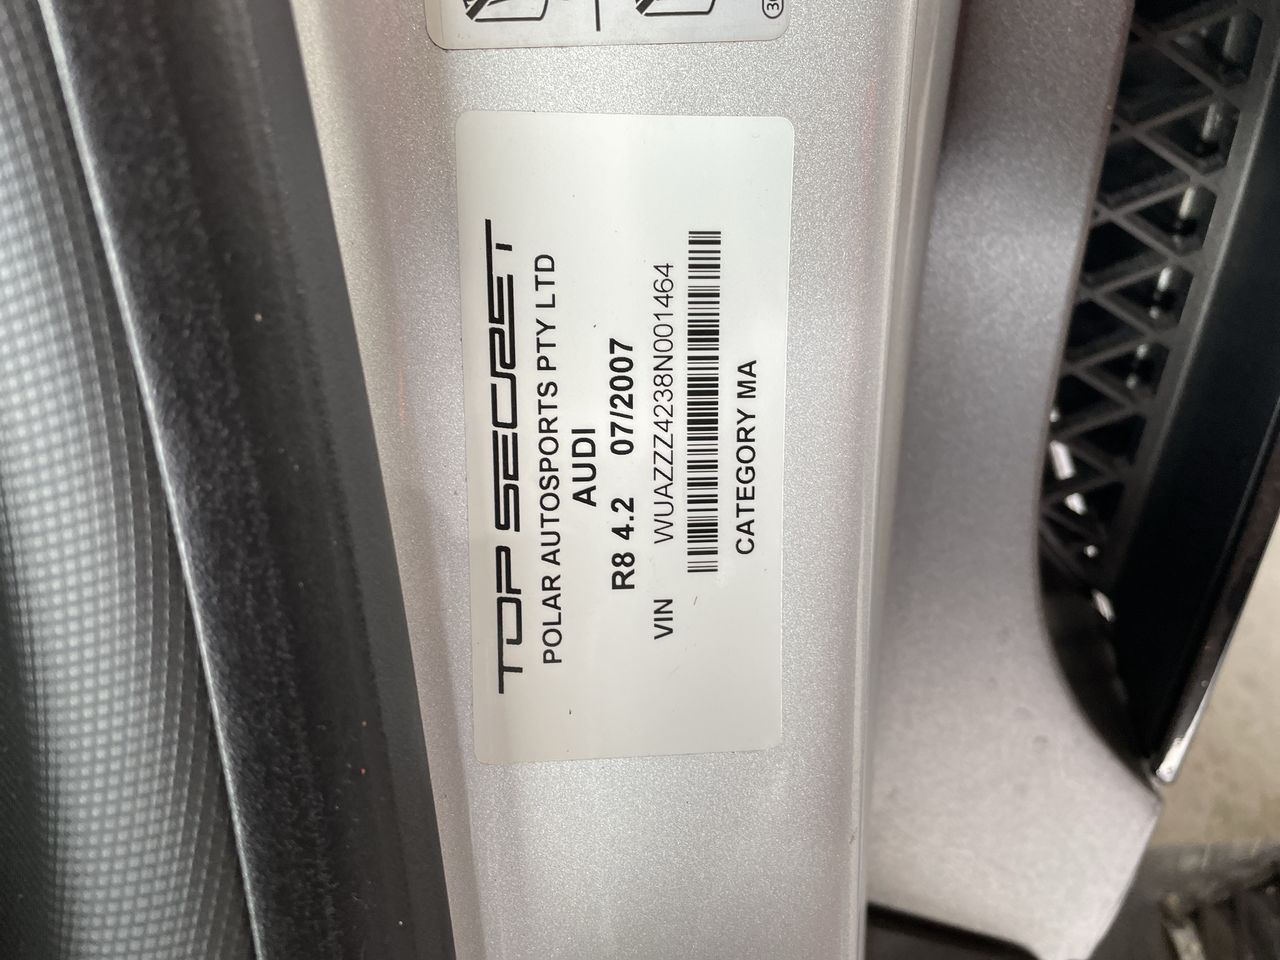 TOP SECRET
POLAR AUTOSPORTS PTY LTD
AUDI
R8 4.2 07/2007
VIN WUAZZZ4238N001464
CATEGORY MA